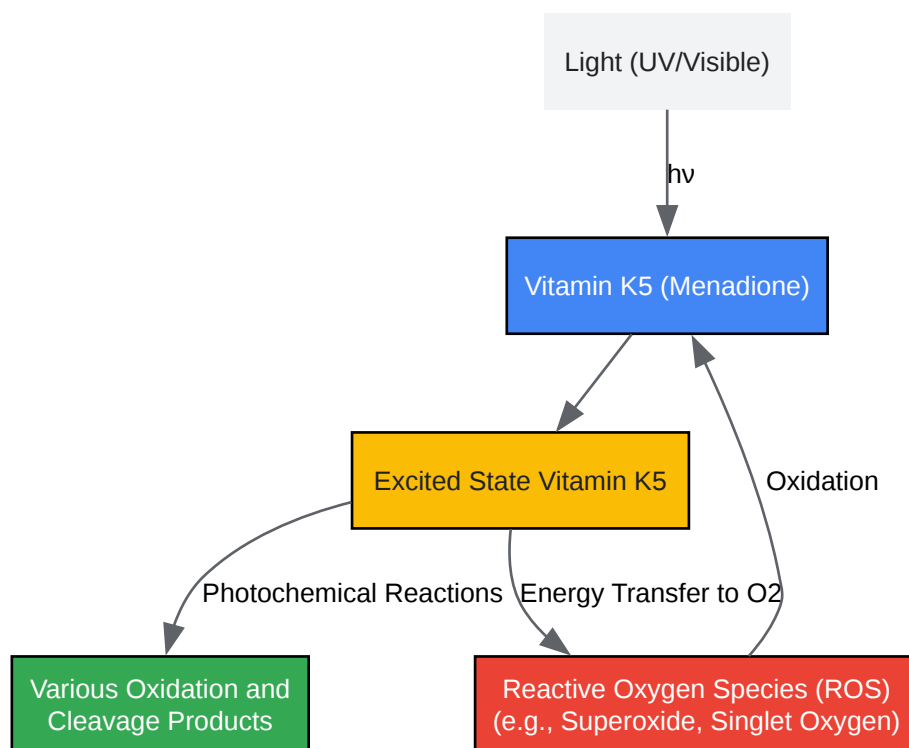 Light (UV/Visible)
hν
Vitamin K5 (Menadione)
Excited State Vitamin K5
Oxidation
Photochemical Reactions
Energy Transfer to O2
Various Oxidation and
Cleavage Products
Reactive Oxygen Species (ROS)
(e.g., Superoxide, Singlet Oxygen)